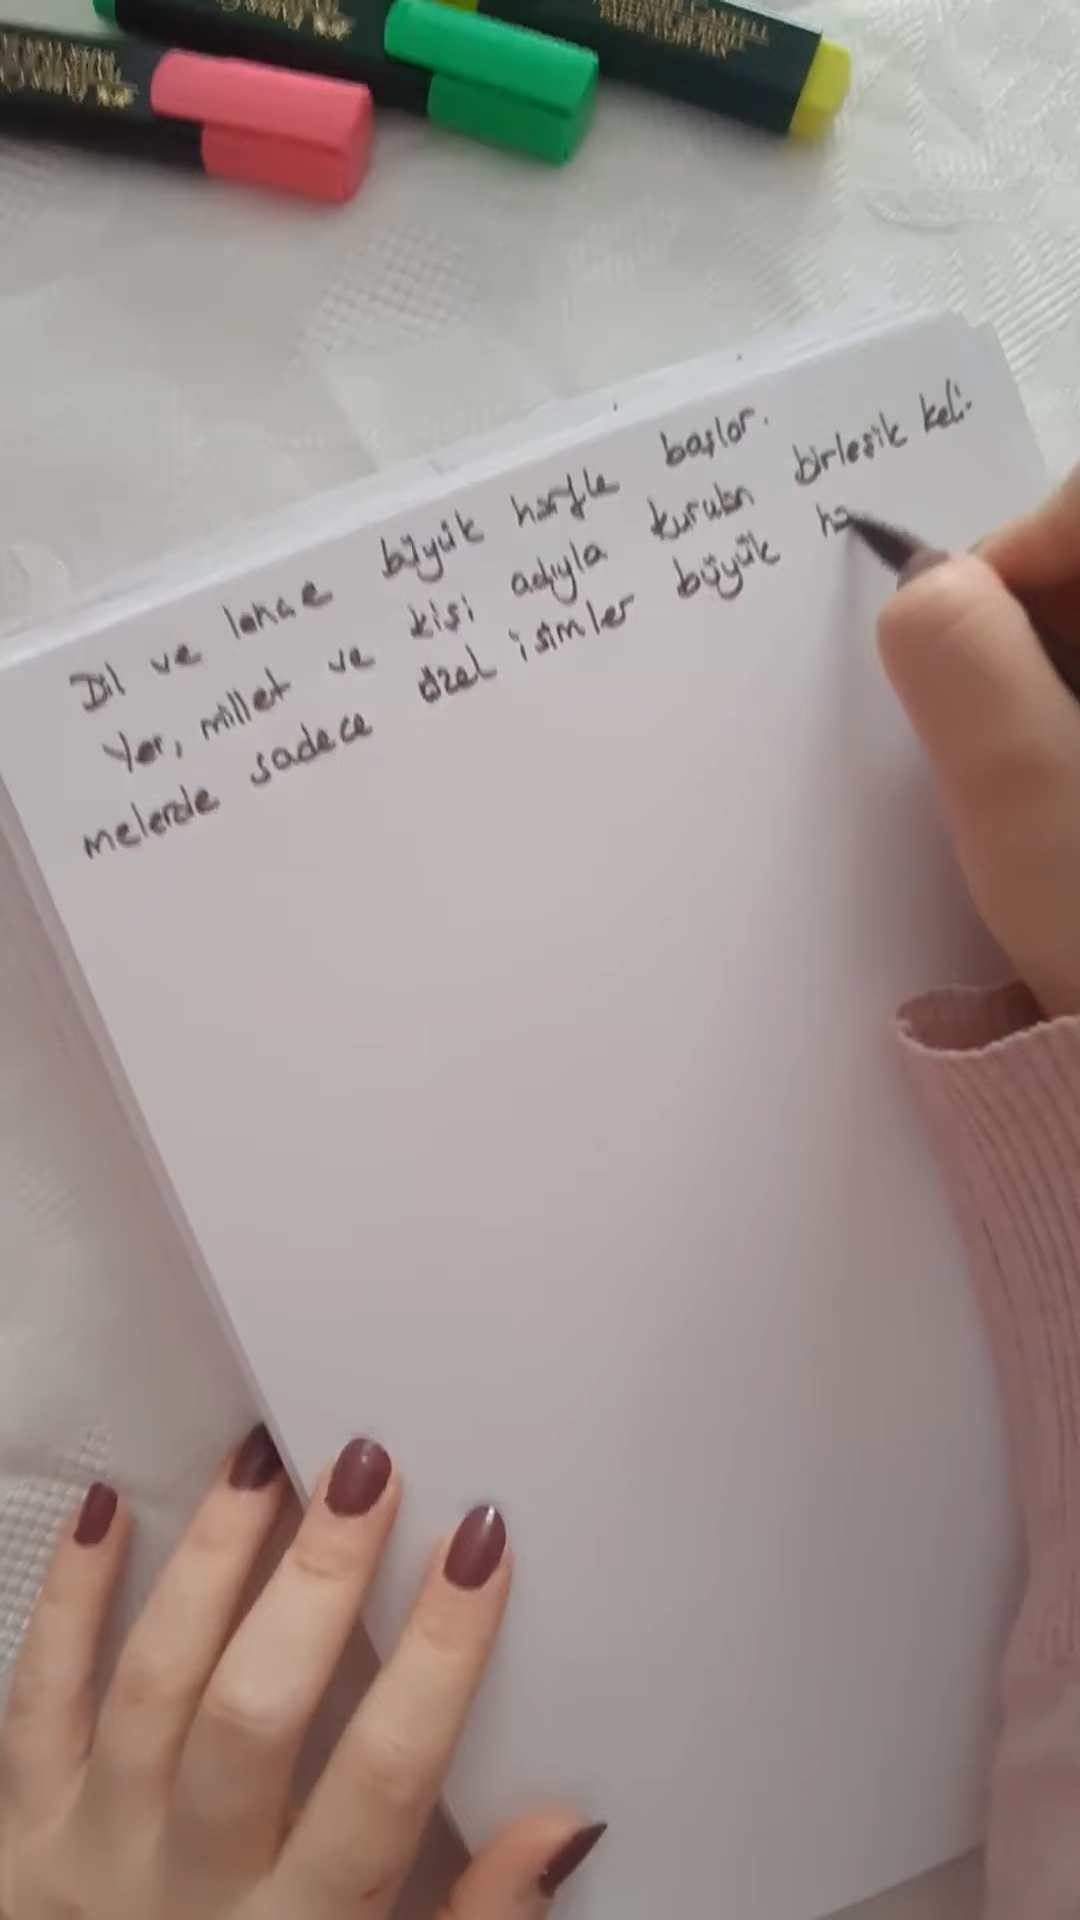 Dil ve lehçe büyük harfle başlar.
Yer, millet ve kişi adıyla kurulan birleşik keli-
melerde sadece özel isimler büyük ha